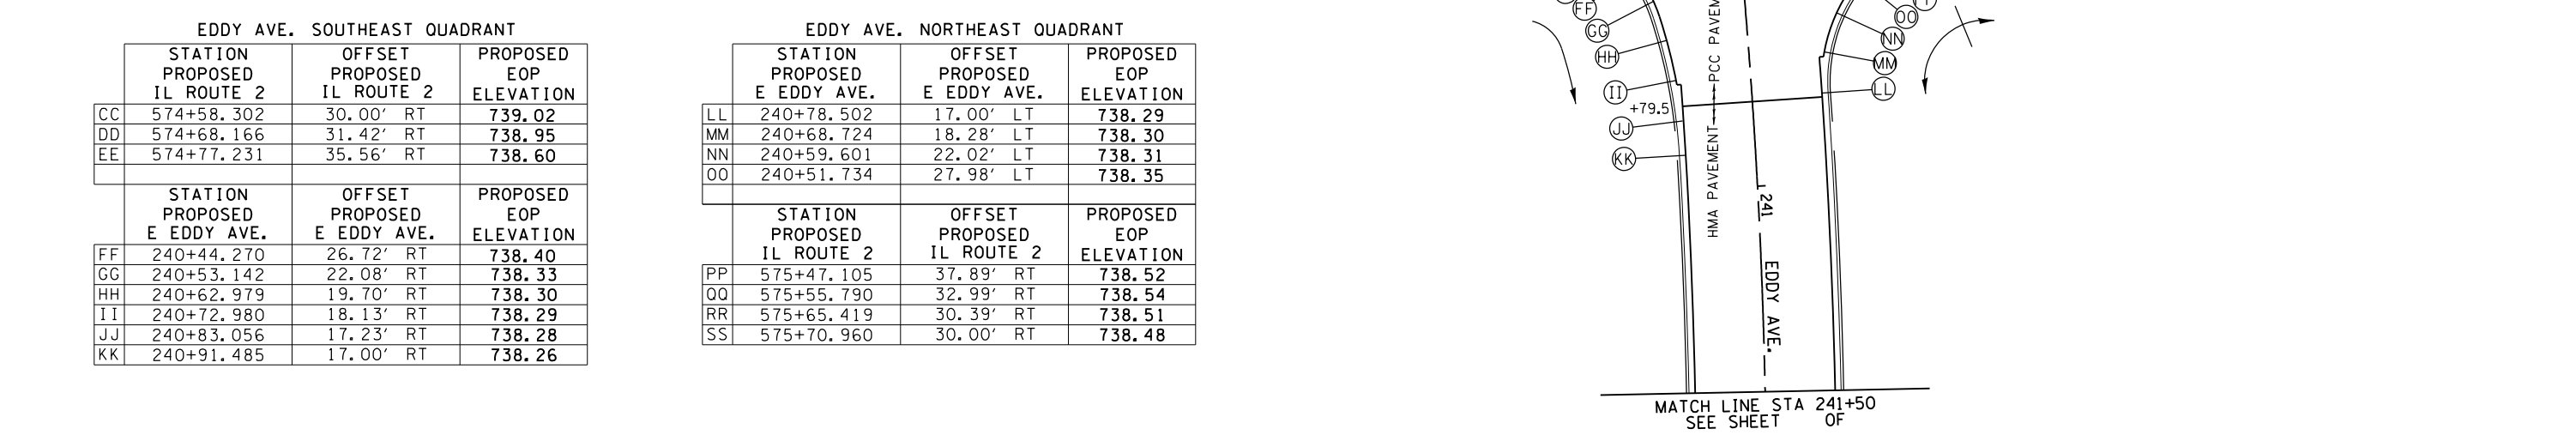 EDDY AVE. SOUTHEAST QUADRANT
STATION PROPOSED IL ROUTE 2 OFFSET PROPOSED IL ROUTE 2 PROPOSED EOP ELEVATION
CC 574+58.302 30.00' RT 739.02
DD 574+68.166 31.42' RT 738.95
EE 574+77.231 35.56' RT 738.60
STATION PROPOSED E EDDY AVE. OFFSET PROPOSED E EDDY AVE. PROPOSED EOP ELEVATION
FF 240+44.270 26.72' RT 738.40
GG 240+53.142 22.08' RT 738.33
HH 240+62.979 19.70' RT 738.30
II 240+72.980 18.13' RT 738.29
JJ 240+83.056 17.23' RT 738.28
KK 240+91.485 17.00' RT 738.26
EDDY AVE. NORTHEAST QUADRANT
STATION PROPOSED E EDDY AVE. OFFSET PROPOSED E EDDY AVE. PROPOSED EOP ELEVATION
LL 240+78.502 17.00' LT 738.29
MM 240+68.724 18.28' LT 738.30
NN 240+59.601 22.02' LT 738.31
OO 240+51.734 27.98' LT 738.35
STATION PROPOSED IL ROUTE 2 OFFSET PROPOSED IL ROUTE 2 PROPOSED EOP ELEVATION
PP 575+47.105 37.89' RT 738.52
QQ 575+55.790 32.99' RT 738.54
RR 575+65.419 30.39' RT 738.51
SS 575+70.960 30.00' RT 738.48
FF
GG
HH
II
+79.5
JJ
KK
HMA PAVEMENT
PCC
241
EDDY AVE.
OO
NN
MM
LL
MATCH LINE STA 241+50
SEE SHEET OF